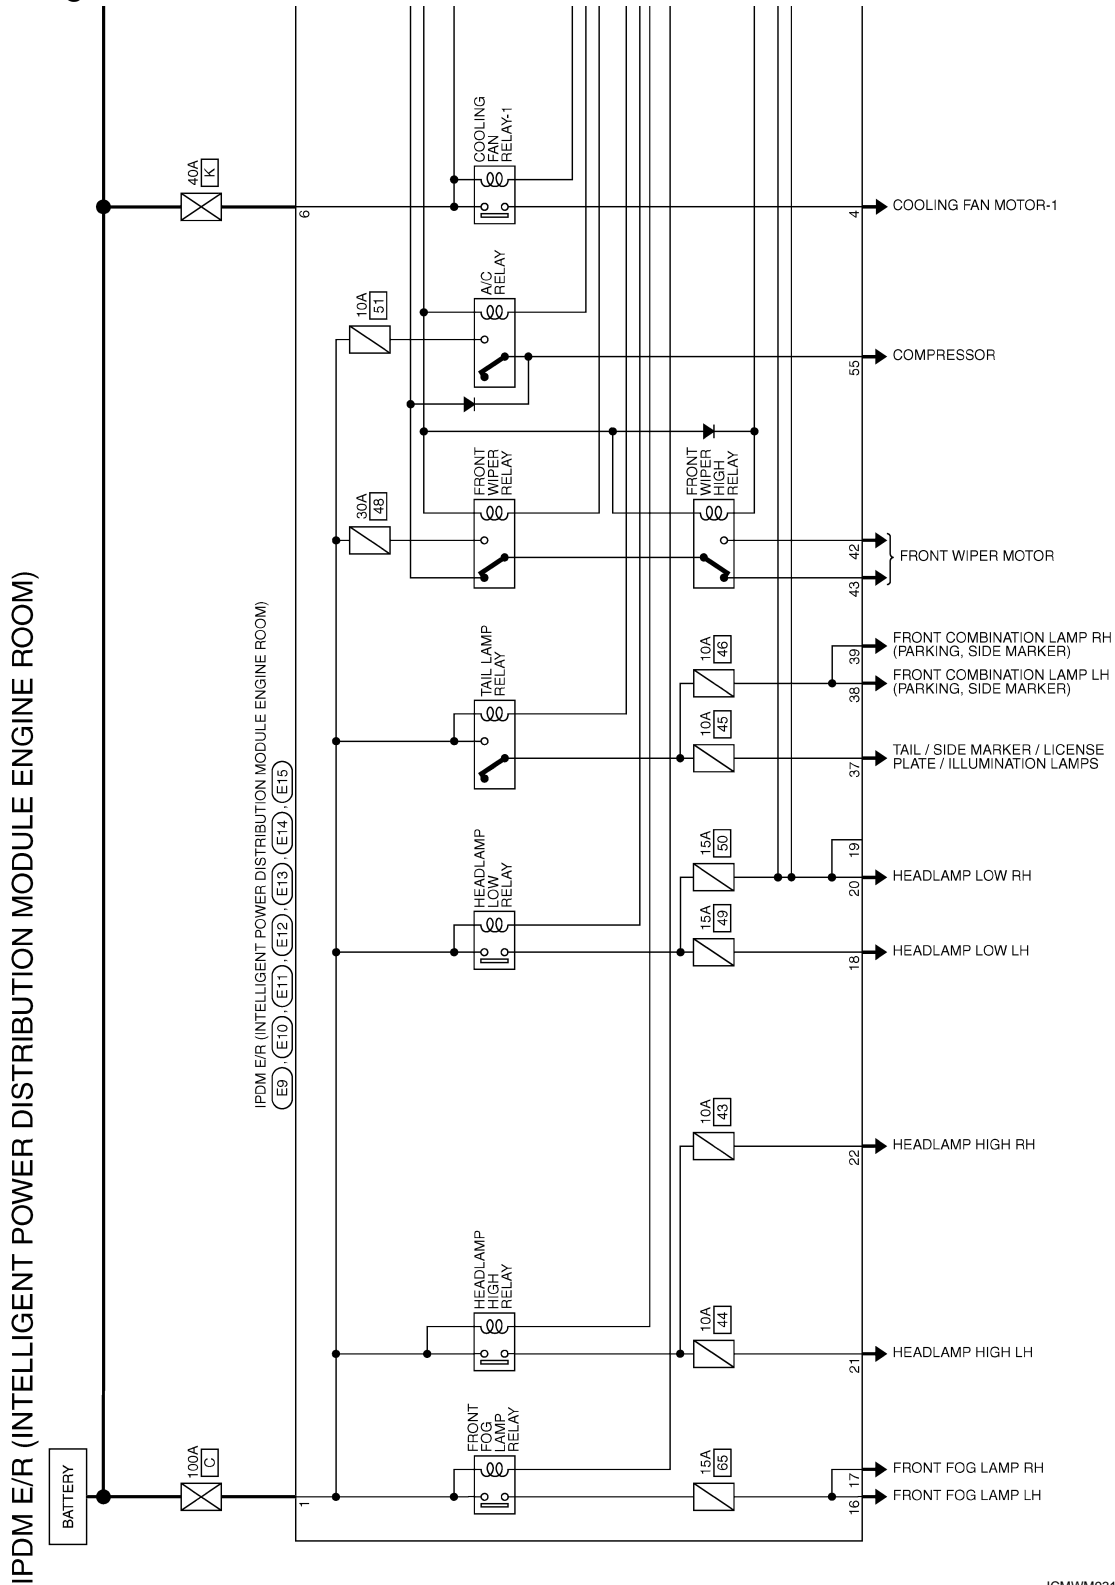 IPDM E/R (INTELLIGENT POWER DISTRIBUTION MODULE ENGINE ROOM)
BATTERY
100A
C
40A
K
IPDM E/R (INTELLIGENT POWER DISTRIBUTION MODULE ENGINE ROOM)
E9 , E10 , E11 , E12 , E13 , E14 , E15
6
COOLING
FAN
RELAY-1
4
COOLING FAN MOTOR-1
10A
51
A/C
RELAY
55
COMPRESSOR
30A
48
FRONT
WIPER
RELAY
FRONT
WIPER
HIGH
RELAY
42
43
FRONT WIPER MOTOR
TAIL LAMP
RELAY
10A
46
39
FRONT COMBINATION LAMP RH
(PARKING, SIDE MARKER)
38
FRONT COMBINATION LAMP LH
(PARKING, SIDE MARKER)
10A
45
37
TAIL / SIDE MARKER / LICENSE
PLATE / ILLUMINATION LAMPS
HEADLAMP
LOW
RELAY
15A
50
19
20
HEADLAMP LOW RH
15A
49
18
HEADLAMP LOW LH
10A
43
22
HEADLAMP HIGH RH
HEADLAMP
HIGH
RELAY
10A
44
21
HEADLAMP HIGH LH
1
FRONT
FOG
LAMP
RELAY
15A
65
17
FRONT FOG LAMP RH
16
FRONT FOG LAMP LH